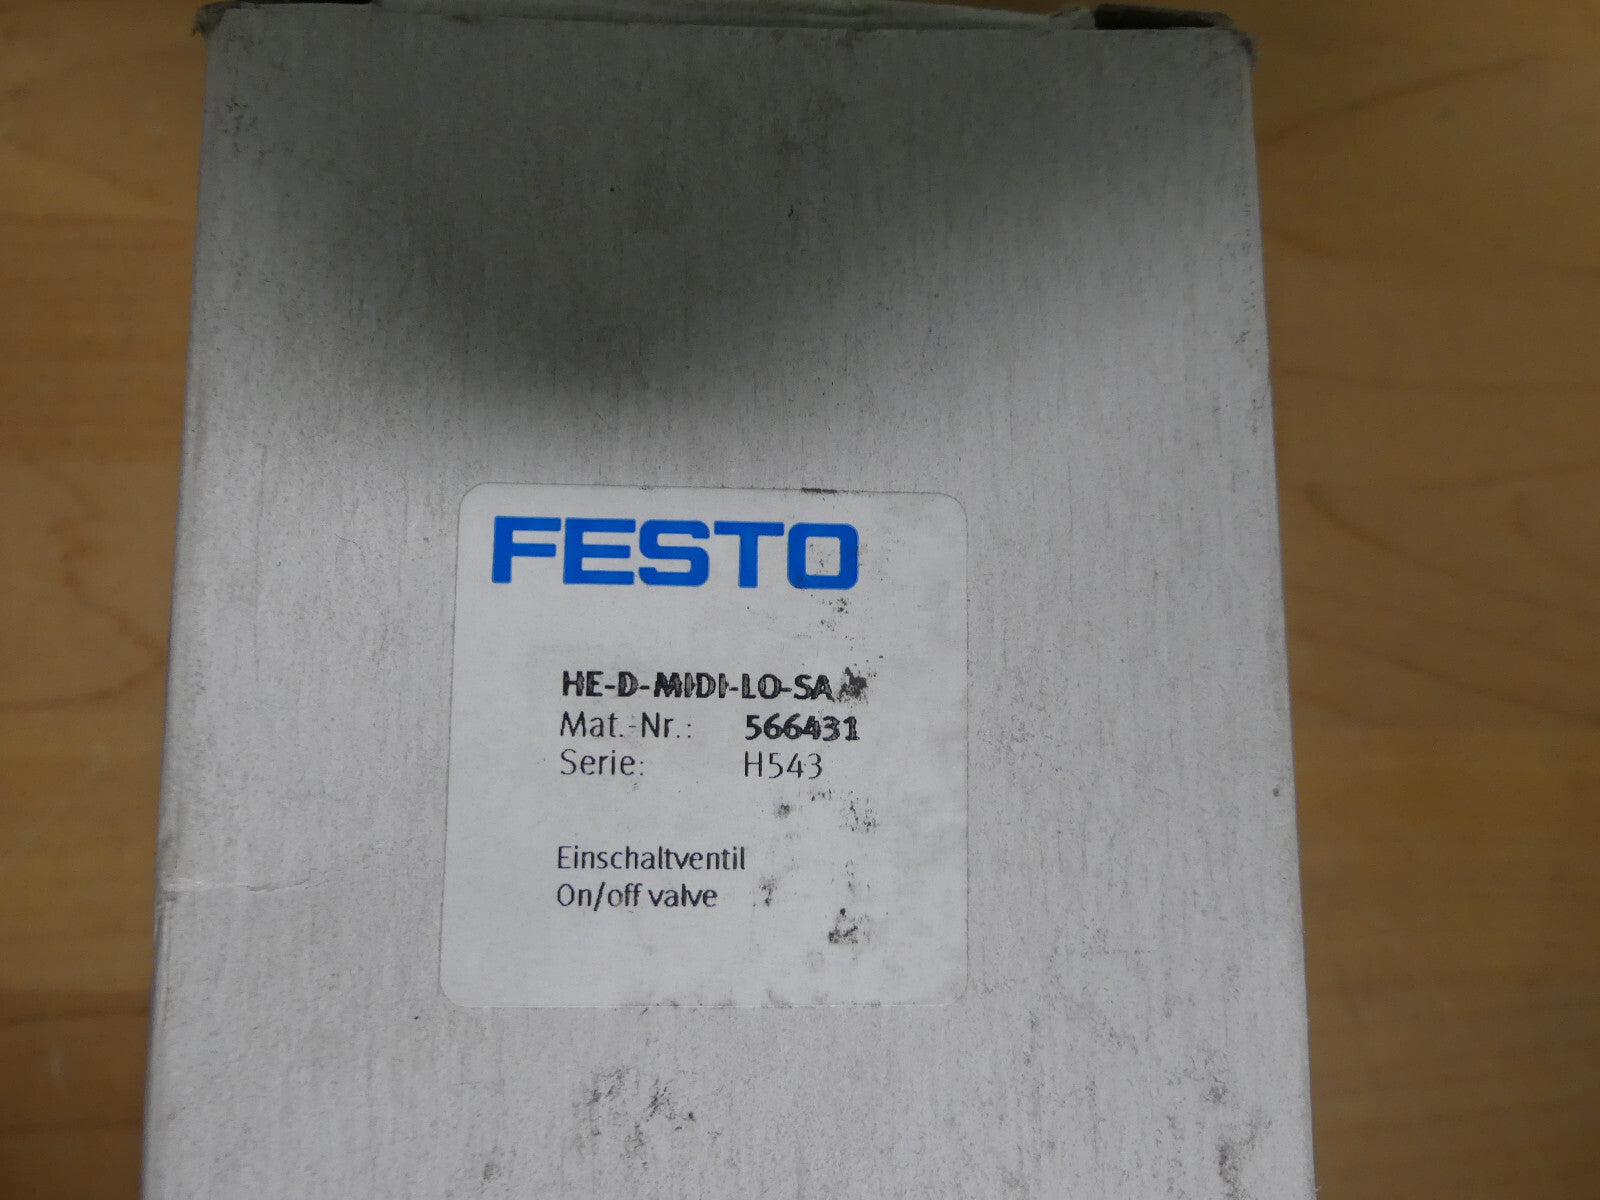 FESTO
HE-D-MIDI-LO-SA
Mat.-Nr.: 566431
Serie: H543
Einschaltventil
On/off valve